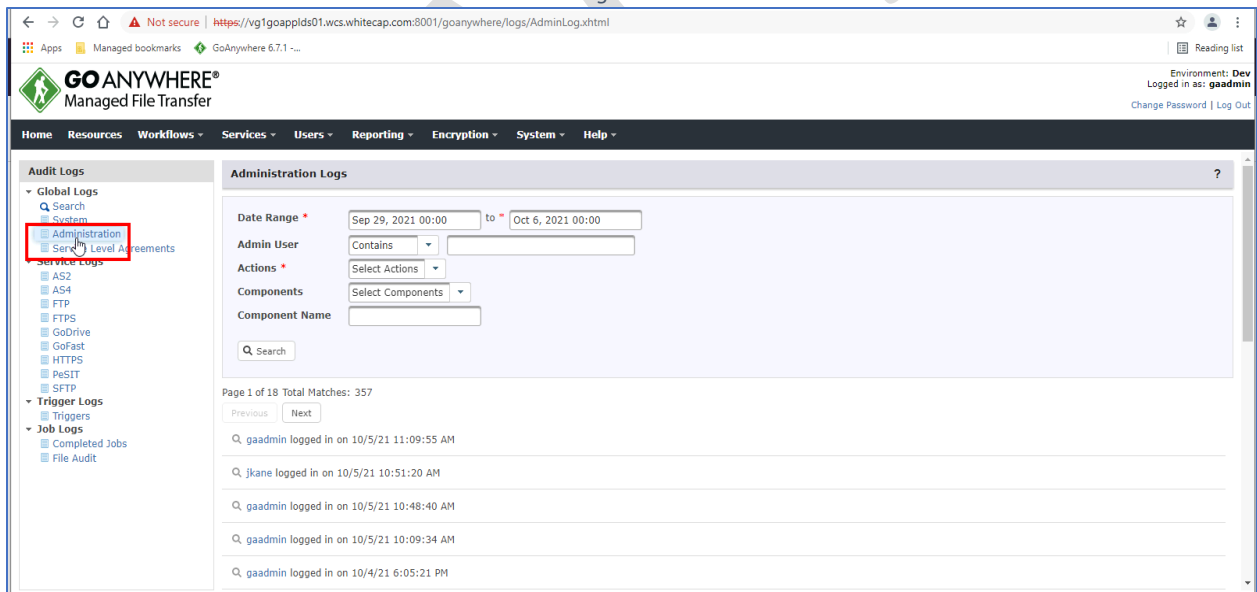 Not secure | https://vg1goapplds01.wcs.whitecap.com:8001/goanywhere/logs/AdminLog.xhtml
Apps Managed bookmarks GoAnywhere 6.7.1 -... Reading list
GO ANYWHERE®
Managed File Transfer
Environment: Dev
Logged in as: gaadmin
Change Password | Log Out
Home Resources Workflows Services Users Reporting Encryption System Help
Audit Logs
Global Logs
Search
System
Administration
Service Level Agreements
Service Logs
AS2
AS4
FTP
FTPS
GoDrive
GoFast
HTTPS
PeSIT
SFTP
Trigger Logs
Triggers
Job Logs
Completed Jobs
File Audit
Administration Logs ?
Date Range * Sep 29, 2021 00:00 to * Oct 6, 2021 00:00
Admin User Contains
Actions * Select Actions
Components Select Components
Component Name
Search
Page 1 of 18 Total Matches: 357
Previous Next
gaadmin logged in on 10/5/21 11:09:55 AM
jkane logged in on 10/5/21 10:51:20 AM
gaadmin logged in on 10/5/21 10:48:40 AM
gaadmin logged in on 10/5/21 10:09:34 AM
gaadmin logged in on 10/4/21 6:05:21 PM